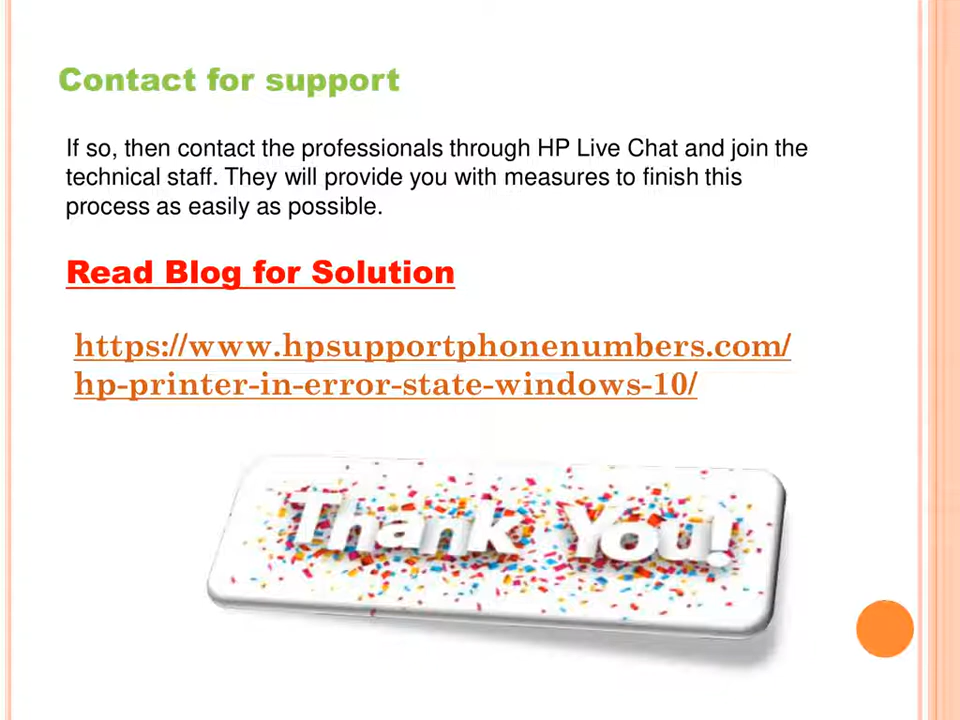 Contact for support
If so, then contact the professionals through HP Live Chat and join the
technical staff. They will provide you with measures to finish this
process as easily as possible.
Read Blog for Solution
https://www.hpsupportphonenumbers.com/
hp-printer-in-error-state-windows-10/
Thank You!